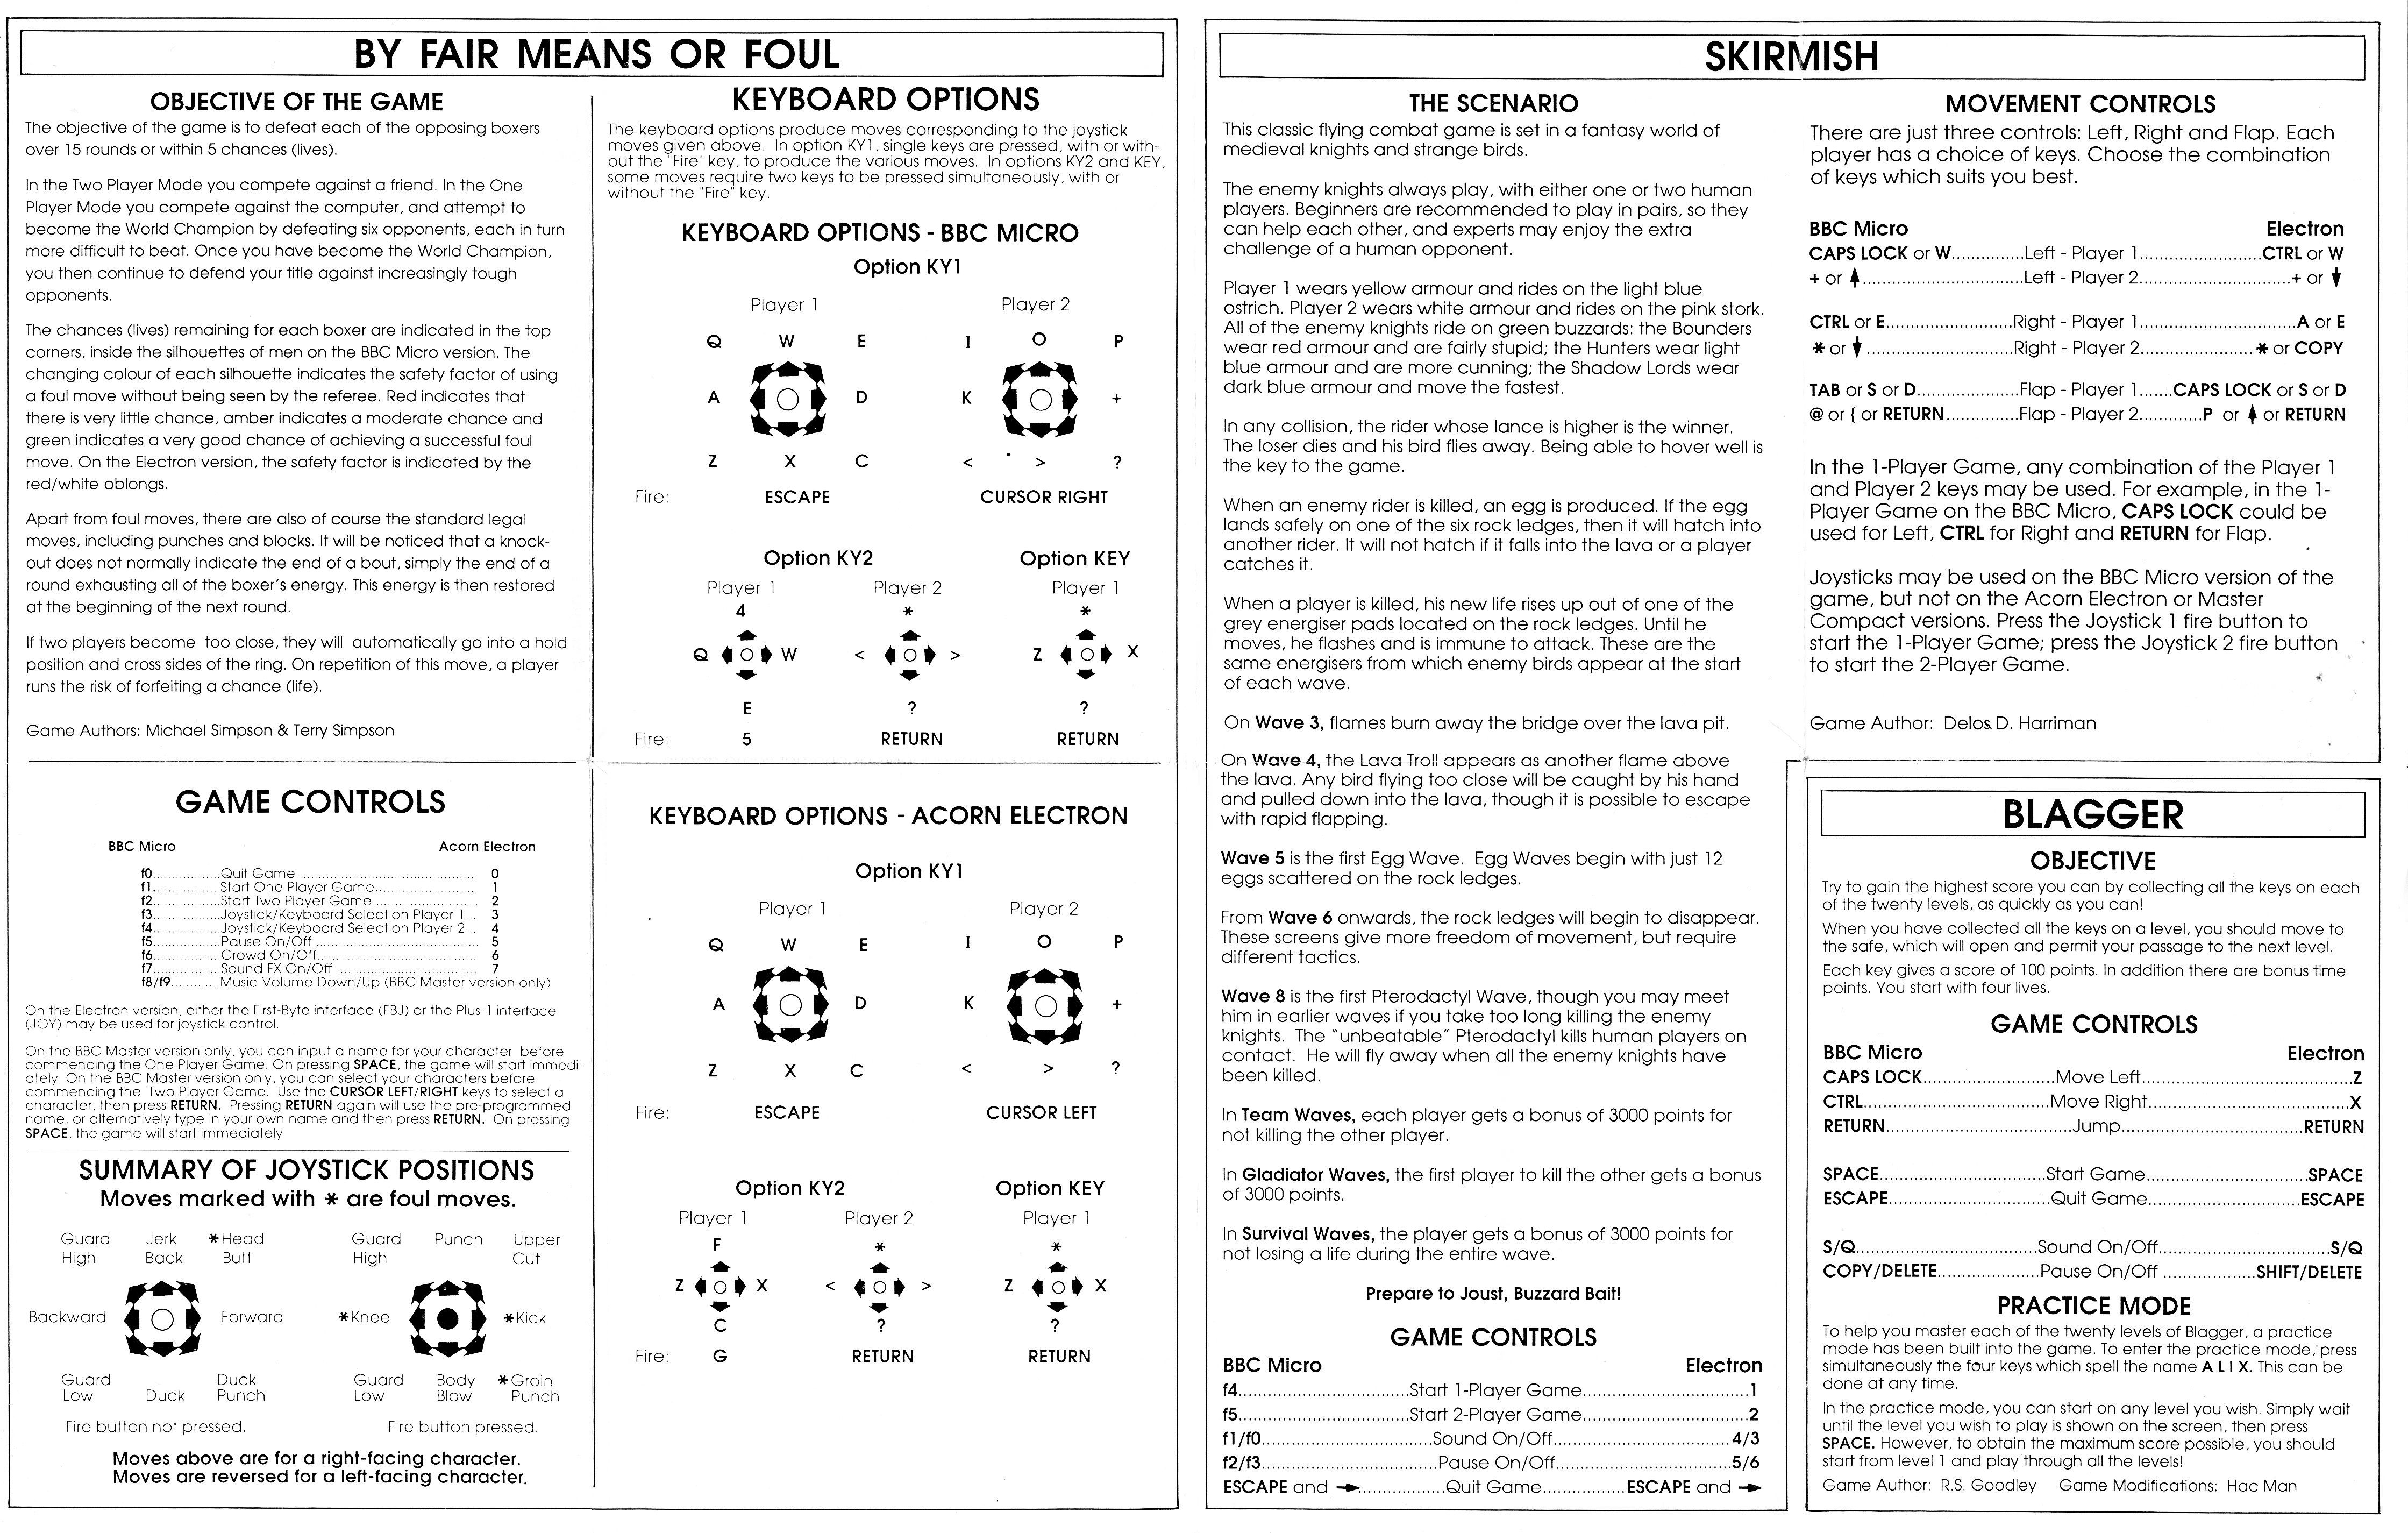 BY FAIR MEANS OR FOUL
OBJECTIVE OF THE GAME
The objective of the game is to defeat each of the opposing boxers
over 15 rounds or within 5 chances (lives).
In the Two Player Mode you compete against a friend. In the One
Player Mode you compete against the computer, and attempt to
become the World Champion by defeating six opponents, each in turn
more difficult to beat. Once you have become the World Champion,
you then continue to defend your title against increasingly tough
opponents.
The chances (lives) remaining for each boxer are indicated in the top
corners, inside the silhouettes of men on the BBC Micro version. The
changing colour of each silhouette indicates the safety factor of using
a foul move without being seen by the referee. Red indicates that
there is very little chance, amber indicates a moderate chance and
green indicates a very good chance of achieving a successful foul
move. On the Electron version, the safety factor is indicated by the
red/white oblongs.
Apart from foul moves, there are also of course the standard legal
moves, including punches and blocks. It will be noticed that a knock-
out does not normally indicate the end of a bout, simply the end of a
round exhausting all of the boxer's energy. This energy is then restored
at the beginning of the next round.
If two players become too close, they will automatically go into a hold
position and cross sides of the ring. On repetition of this move, a player
runs the risk of forfeiting a chance (life).
Game Authors: Michael Simpson & Terry Simpson
GAME CONTROLS
BBC Micro Acorn Electron
f0................Quit Game ............................................ 0
f1................Start One Player Game.......................... 1
f2................Start Two Player Game .......................... 2
f3................Joystick/Keyboard Selection Player 1... 3
f4................Joystick/Keyboard Selection Player 2... 4
f5................Pause On/Off ......................................... 5
f6................Crowd On/Off........................................ 6
f7................Sound FX On/Off .................................... 7
f8/f9............Music Volume Down/Up (BBC Master version only)
On the Electron version, either the First-Byte interface (FBJ) or the Plus-1 interface
(JOY) may be used for joystick control.
On the BBC Master version only, you can input a name for your character before
commencing the One Player Game. On pressing SPACE, the game will start immedi-
ately. On the BBC Master version only, you can select your characters before
commencing the Two Player Game. Use the CURSOR LEFT/RIGHT keys to select a
character, then press RETURN. Pressing RETURN again will use the pre-programmed
name, or alternatively type in your own name and then press RETURN. On pressing
SPACE, the game will start immediately
SUMMARY OF JOYSTICK POSITIONS
Moves marked with * are foul moves.
Guard Jerk *Head Guard Punch Upper
High Back Butt High Cut
Backward Forward *Knee *Kick
Guard Duck Guard Body *Groin
Low Duck Punch Low Blow Punch
Fire button not pressed. Fire button pressed.
Moves above are for a right-facing character.
Moves are reversed for a left-facing character.
KEYBOARD OPTIONS
The keyboard options produce moves corresponding to the joystick
moves given above. In option KY1, single keys are pressed, with or with-
out the "Fire" key, to produce the various moves. In options KY2 and KEY,
some moves require two keys to be pressed simultaneously, with or
without the "Fire" key.
KEYBOARD OPTIONS - BBC MICRO
Option KY1
Player 1 Player 2
Q W E I O P
A D K +
Z X C < > ?
Fire: ESCAPE CURSOR RIGHT
Option KY2 Option KEY
Player 1 Player 2 Player 1
4 * *
Q W < > Z X
E ? ?
Fire: 5 RETURN RETURN
KEYBOARD OPTIONS - ACORN ELECTRON
Option KY1
Player 1 Player 2
Q W E I O P
A D K +
Z X C < > ?
Fire: ESCAPE CURSOR LEFT
Option KY2 Option KEY
Player 1 Player 2 Player 1
F * *
Z X < > Z X
C ? ?
Fire: G RETURN RETURN
SKIRMISH
THE SCENARIO
This classic flying combat game is set in a fantasy world of
medieval knights and strange birds.
The enemy knights always play, with either one or two human
players. Beginners are recommended to play in pairs, so they
can help each other, and experts may enjoy the extra
challenge of a human opponent.
Player 1 wears yellow armour and rides on the light blue
ostrich. Player 2 wears white armour and rides on the pink stork.
All of the enemy knights ride on green buzzards: the Bounders
wear red armour and are fairly stupid; the Hunters wear light
blue armour and are more cunning; the Shadow Lords wear
dark blue armour and move the fastest.
In any collision, the rider whose lance is higher is the winner.
The loser dies and his bird flies away. Being able to hover well is
the key to the game.
When an enemy rider is killed, an egg is produced. If the egg
lands safely on one of the six rock ledges, then it will hatch into
another rider. It will not hatch if it falls into the lava or a player
catches it.
When a player is killed, his new life rises up out of one of the
grey energiser pads located on the rock ledges. Until he
moves, he flashes and is immune to attack. These are the
same energisers from which enemy birds appear at the start
of each wave.
On Wave 3, flames burn away the bridge over the lava pit.
On Wave 4, the Lava Troll appears as another flame above
the lava. Any bird flying too close will be caught by his hand
and pulled down into the lava, though it is possible to escape
with rapid flapping.
Wave 5 is the first Egg Wave. Egg Waves begin with just 12
eggs scattered on the rock ledges.
From Wave 6 onwards, the rock ledges will begin to disappear.
These screens give more freedom of movement, but require
different tactics.
Wave 8 is the first Pterodactyl Wave, though you may meet
him in earlier waves if you take too long killing the enemy
knights. The "unbeatable" Pterodactyl kills human players on
contact. He will fly away when all the enemy knights have
been killed.
In Team Waves, each player gets a bonus of 3000 points for
not killing the other player.
In Gladiator Waves, the first player to kill the other gets a bonus
of 3000 points.
In Survival Waves, the player gets a bonus of 3000 points for
not losing a life during the entire wave.
Prepare to Joust, Buzzard Bait!
GAME CONTROLS
BBC Micro Electron
f4................................Start 1-Player Game................................1
f5................................Start 2-Player Game................................2
f1/f0................................Sound On/Off................................4/3
f2/f3................................Pause On/Off................................5/6
ESCAPE and →................Quit Game................ESCAPE and →
MOVEMENT CONTROLS
There are just three controls: Left, Right and Flap. Each
player has a choice of keys. Choose the combination
of keys which suits you best.
BBC Micro Electron
CAPS LOCK or W...............Left - Player 1.........................CTRL or W
+ or ↑.................................Left - Player 2...............................+ or ↓
CTRL or E..........................Right - Player 1................................A or E
* or ↓..............................Right - Player 2....................... * or COPY
TAB or S or D.....................Flap - Player 1......CAPS LOCK or S or D
@ or { or RETURN...............Flap - Player 2.............P or ↑ or RETURN
In the 1-Player Game, any combination of the Player 1
and Player 2 keys may be used. For example, in the 1-
Player Game on the BBC Micro, CAPS LOCK could be
used for Left, CTRL for Right and RETURN for Flap.
Joysticks may be used on the BBC Micro version of the
game, but not on the Acorn Electron or Master
Compact versions. Press the Joystick 1 fire button to
start the 1-Player Game; press the Joystick 2 fire button
to start the 2-Player Game.
Game Author: Delos D. Harriman
BLAGGER
OBJECTIVE
Try to gain the highest score you can by collecting all the keys on each
of the twenty levels, as quickly as you can!
When you have collected all the keys on a level, you should move to
the safe, which will open and permit your passage to the next level.
Each key gives a score of 100 points. In addition there are bonus time
points. You start with four lives.
GAME CONTROLS
BBC Micro Electron
CAPS LOCK...........................Move Left...........................................Z
CTRL......................................Move Right.........................................X
RETURN......................................Jump.....................................RETURN
SPACE..................................Start Game.................................SPACE
ESCAPE.................................Quit Game...............................ESCAPE
S/Q.....................................Sound On/Off...................................S/Q
COPY/DELETE.....................Pause On/Off ...................SHIFT/DELETE
PRACTICE MODE
To help you master each of the twenty levels of Blagger, a practice
mode has been built into the game. To enter the practice mode, press
simultaneously the four keys which spell the name A L I X. This can be
done at any time.
In the practice mode, you can start on any level you wish. Simply wait
until the level you wish to play is shown on the screen, then press
SPACE. However, to obtain the maximum score possible, you should
start from level 1 and play through all the levels!
Game Author: R.S. Goodley Game Modifications: Hac Man